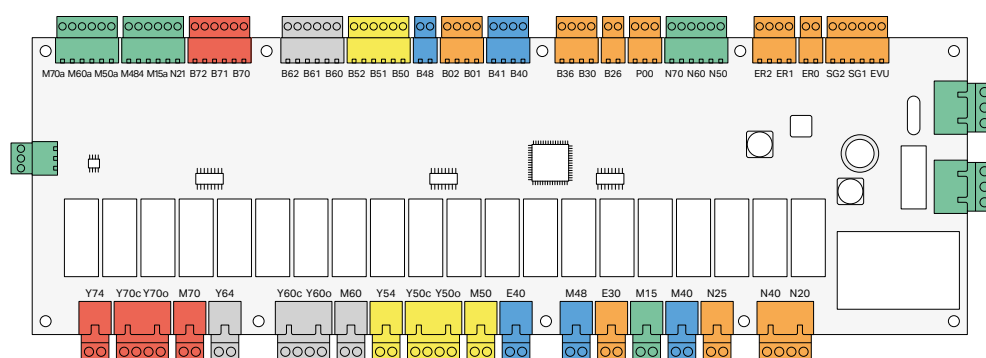 M70a M60a M50a M484 M15a N21 B72 B71 B70 B62 B61 B60 B52 B51 B50 B48 B02 B01 B41 B40 B36 B30 B26 P00 N70 N60 N50 ER2 ER1 ER0 SG2 SG1 EVU
Y74 Y70c Y70o M70 Y64 Y60c Y60o M60 Y54 Y50c Y50o M50 E40 M48 E30 M15 M40 N25 N40 N20